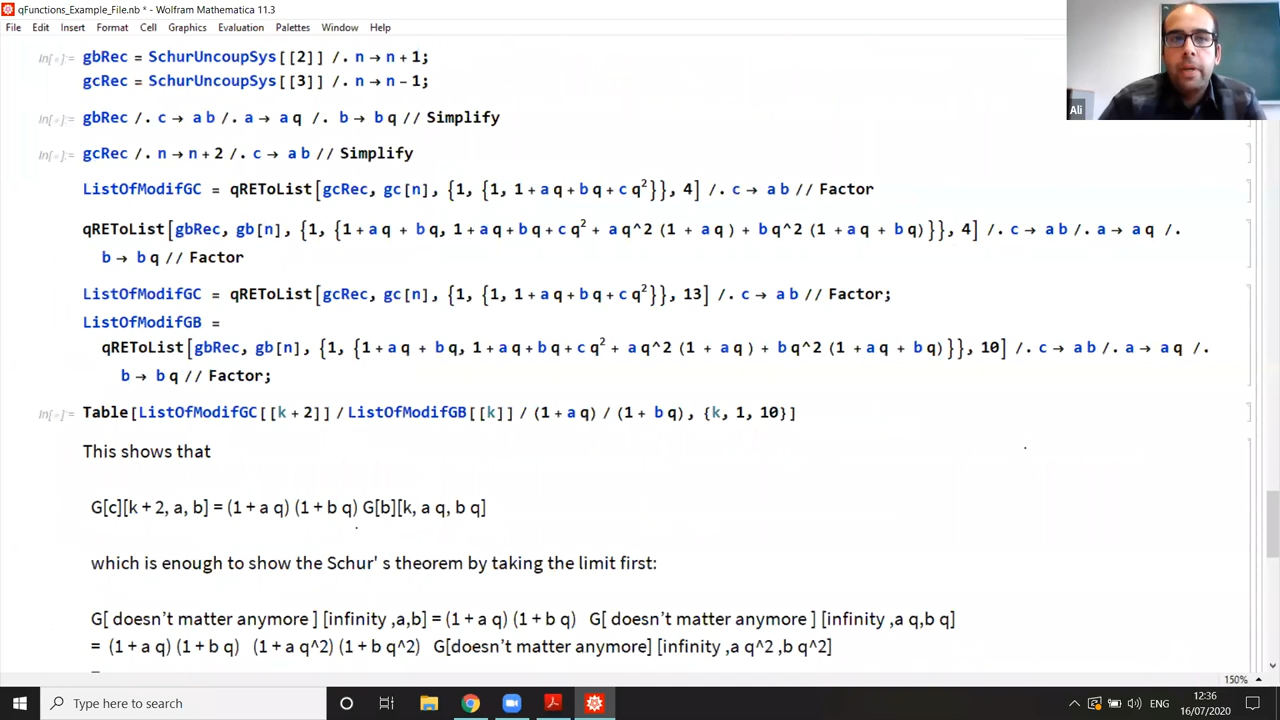 qFunctions_Example_File.nb * - Wolfram Mathematica 11.3
File Edit Insert Format Cell Graphics Evaluation Palettes Window Help
In[•]:= gbRec = SchurUncoupSys[[2]] /. n → n + 1;
gcRec = SchurUncoupSys[[3]] /. n → n - 1;
In[•]:= gbRec /. c → a b /. a → a q /. b → b q // Simplify
In[•]:= gcRec /. n → n + 2 /. c → a b // Simplify
ListOfModifGC = qREToList[gcRec, gc[n], {1, {1, 1 + a q + b q + c q²}}, 4] /. c → a b // Factor
qREToList[gbRec, gb[n], {1, {1 + a q + b q, 1 + a q + b q + c q² + a q^2 (1 + a q) + b q^2 (1 + a q + b q)}}, 4] /. c → a b /. a → a q /.
b → b q // Factor
ListOfModifGC = qREToList[gcRec, gc[n], {1, {1, 1 + a q + b q + c q²}}, 13] /. c → a b // Factor;
ListOfModifGB =
qREToList[gbRec, gb[n], {1, {1 + a q + b q, 1 + a q + b q + c q² + a q^2 (1 + a q) + b q^2 (1 + a q + b q)}}, 10] /. c → a b /. a → a q /.
b → b q // Factor;
In[•]:= Table[ListOfModifGC[[k + 2]] / ListOfModifGB[[k]] / (1 + a q) / (1 + b q), {k, 1, 10}]
This shows that
G[c][k + 2, a, b] = (1 + a q) (1 + b q) G[b][k, a q, b q]
which is enough to show the Schur' s theorem by taking the limit first:
G[ doesn't matter anymore ] [infinity ,a,b] = (1 + a q) (1 + b q) G[ doesn't matter anymore ] [infinity ,a q,b q]
= (1 + a q) (1 + b q) (1 + a q^2) (1 + b q^2) G[doesn't matter anymore] [infinity ,a q^2 ,b q^2]
=
Ali
150%
Type here to search
ENG
12:36
16/07/2020